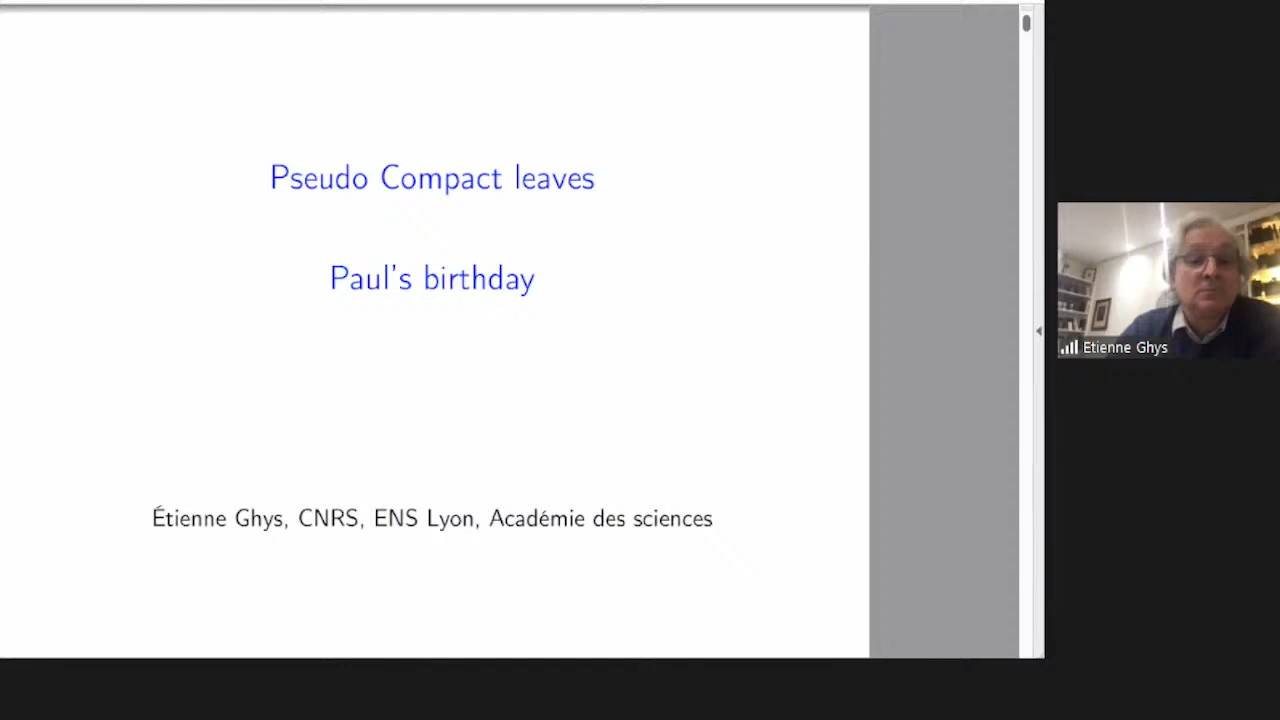 Pseudo Compact leaves
Paul's birthday
Étienne Ghys, CNRS, ENS Lyon, Académie des sciences
Etienne Ghys